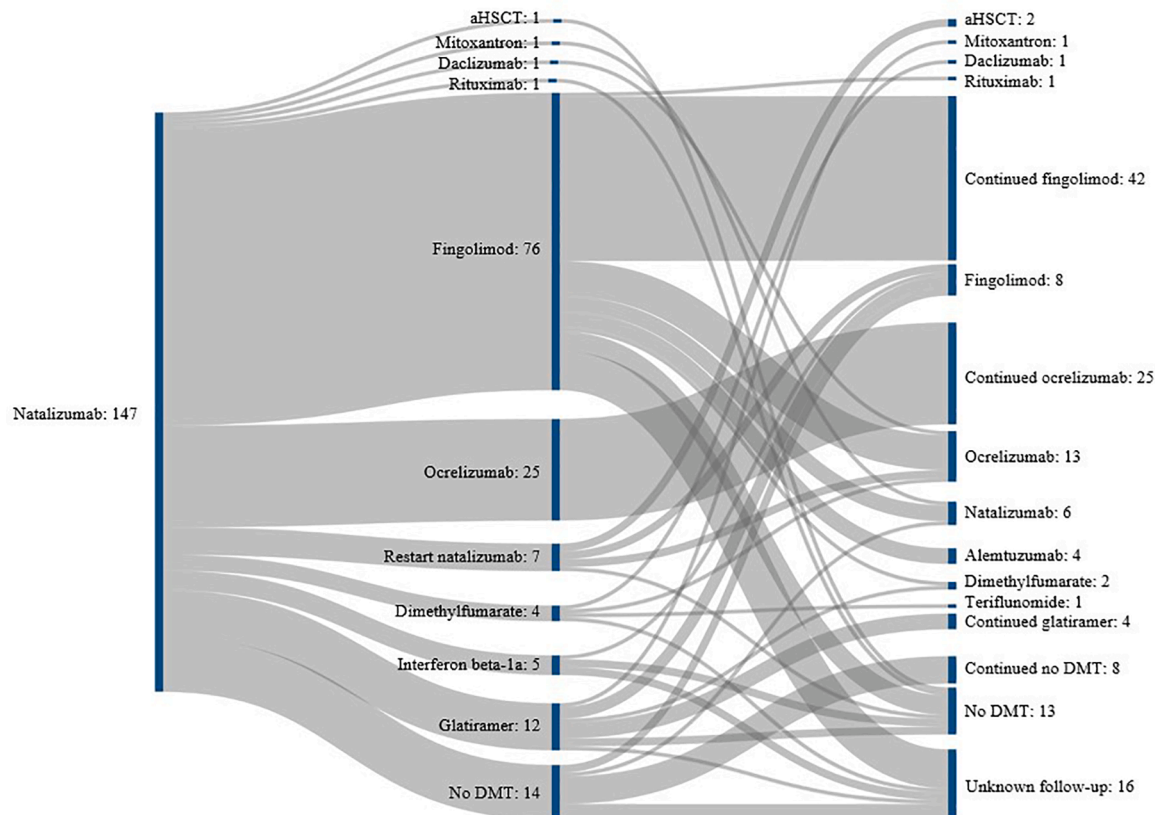 Natalizumab: 147
aHSCT: 1
Mitoxantron: 1
Daclizumab: 1
Rituximab: 1
Fingolimod: 76
Ocrelizumab: 25
Restart natalizumab: 7
Dimethylfumarate: 4
Interferon beta-1a: 5
Glatiramer: 12
No DMT: 14
aHSCT: 2
Mitoxantron: 1
Daclizumab: 1
Rituximab: 1
Continued fingolimod: 42
Fingolimod: 8
Continued ocrelizumab: 25
Ocrelizumab: 13
Natalizumab: 6
Alemtuzumab: 4
Dimethylfumarate: 2
Teriflunomide: 1
Continued glatiramer: 4
Continued no DMT: 8
No DMT: 13
Unknown follow-up: 16